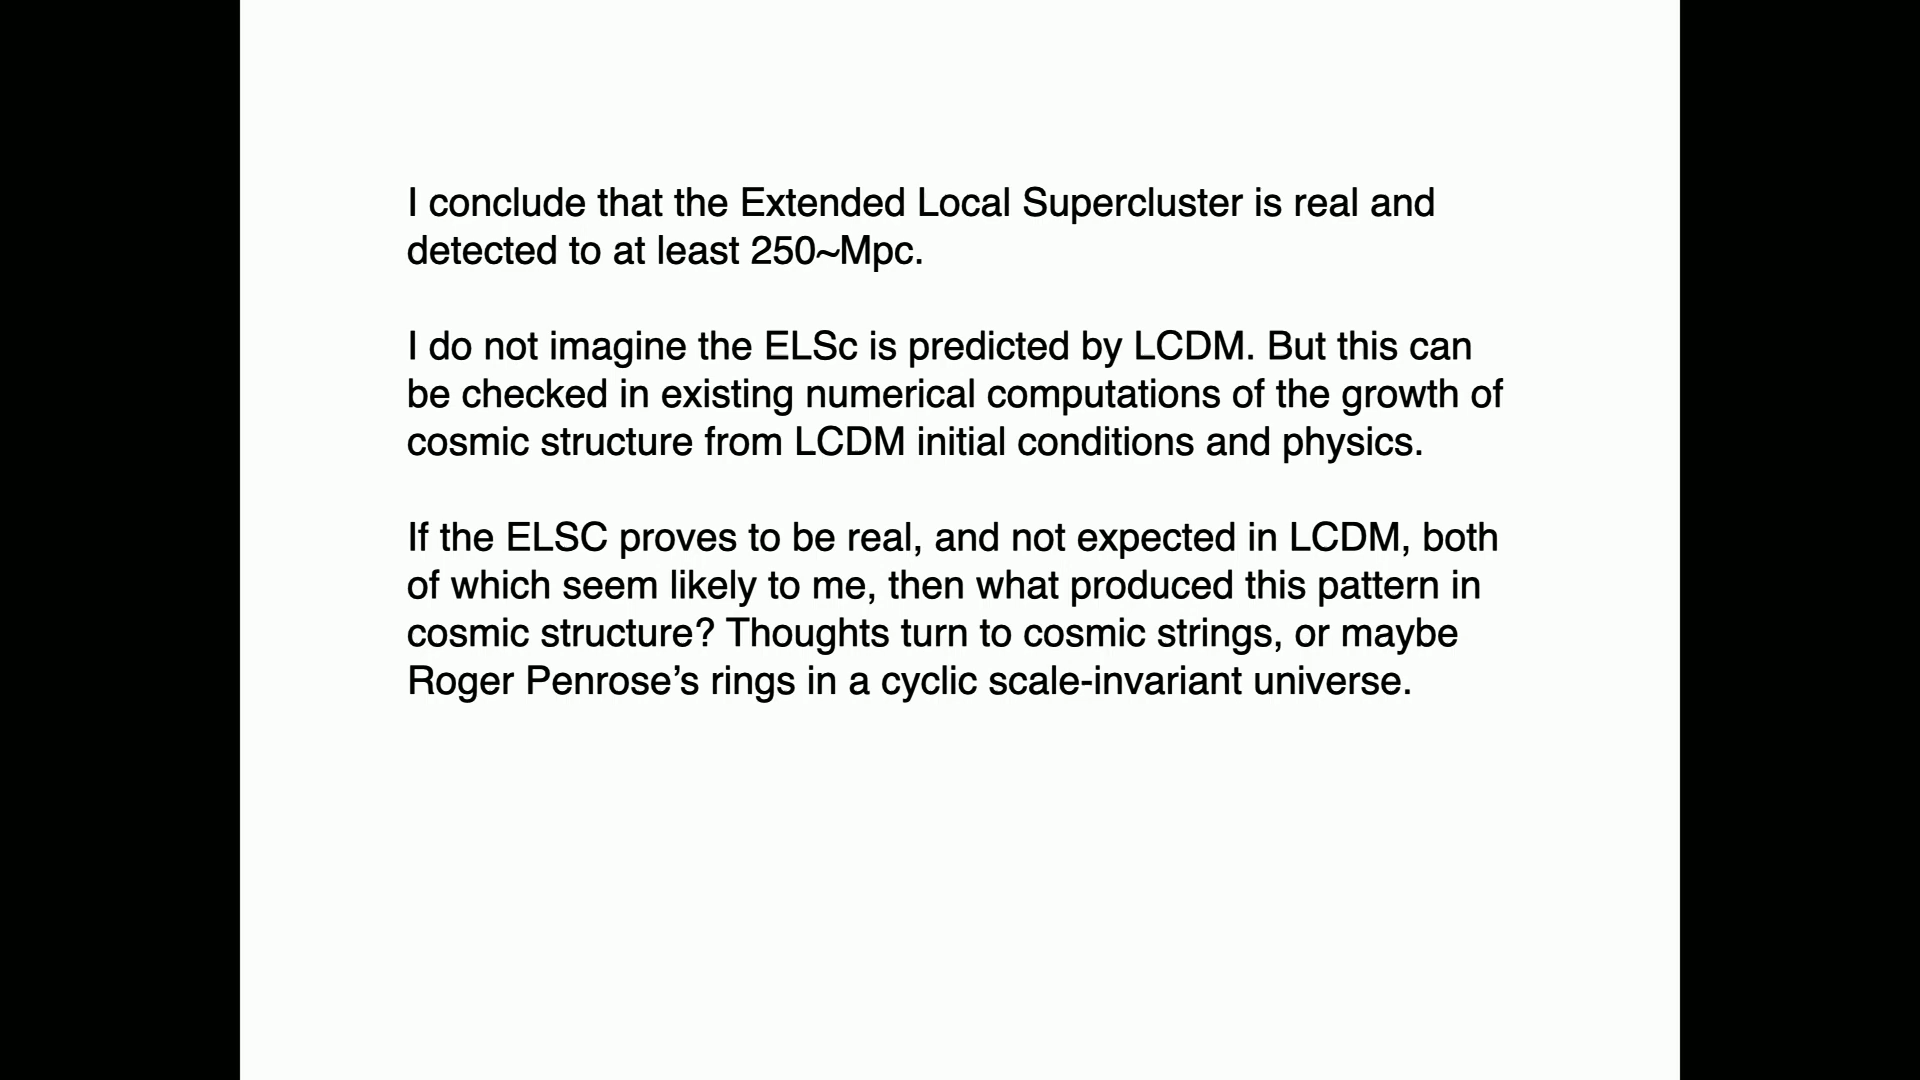 I conclude that the Extended Local Supercluster is real and
detected to at least 250~Mpc.
I do not imagine the ELSc is predicted by LCDM. But this can
be checked in existing numerical computations of the growth of
cosmic structure from LCDM initial conditions and physics.
If the ELSC proves to be real, and not expected in LCDM, both
of which seem likely to me, then what produced this pattern in
cosmic structure? Thoughts turn to cosmic strings, or maybe
Roger Penrose’s rings in a cyclic scale-invariant universe.